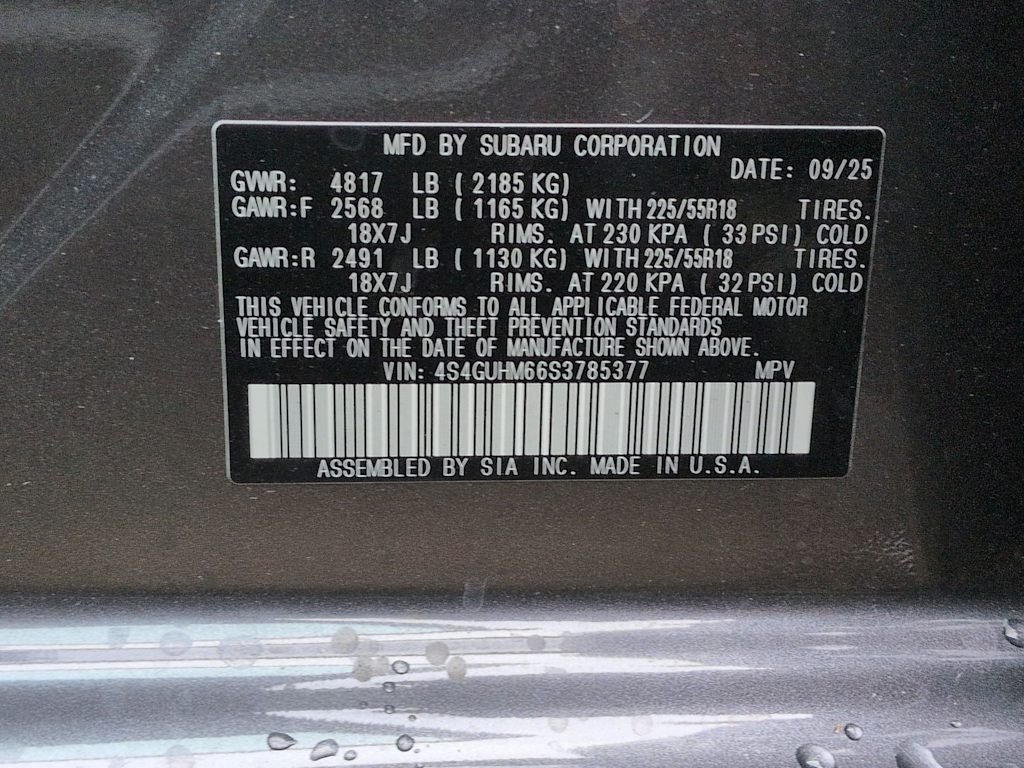 MFD BY SUBARU CORPORATION
DATE: 09/25
GVWR: 4817 LB ( 2185 KG)
GAWR:F 2568 LB ( 1165 KG) WITH 225/55R18 TIRES.
18X7J RIMS. AT 230 KPA ( 33 PSI) COLD
GAWR:R 2491 LB ( 1130 KG) WITH 225/55R18 TIRES.
18X7J RIMS. AT 220 KPA ( 32 PSI) COLD
THIS VEHICLE CONFORMS TO ALL APPLICABLE FEDERAL MOTOR
VEHICLE SAFETY AND THEFT PREVENTION STANDARDS
IN EFFECT ON THE DATE OF MANUFACTURE SHOWN ABOVE.
VIN: 4S4GUHM66S3785377 MPV
ASSEMBLED BY SIA INC. MADE IN U.S.A.